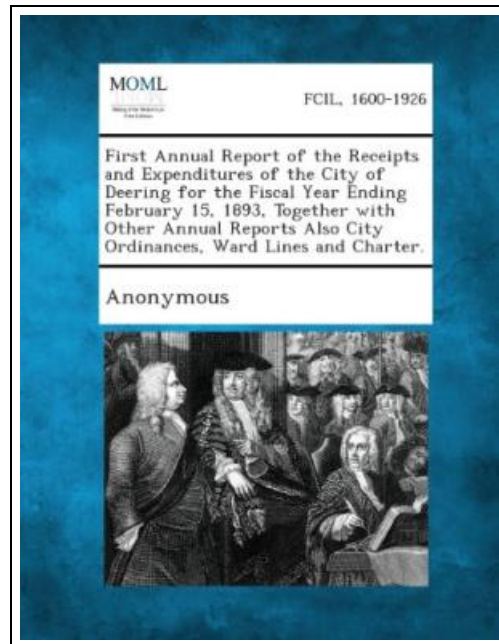 MOML
FCIL, 1600-1926
First Annual Report of the Receipts
and Expenditures of the City of
Deering for the Fiscal Year Ending
February 15, 1893, Together with
Other Annual Reports Also City
Ordinances, Ward Lines and Charter.
Anonymous